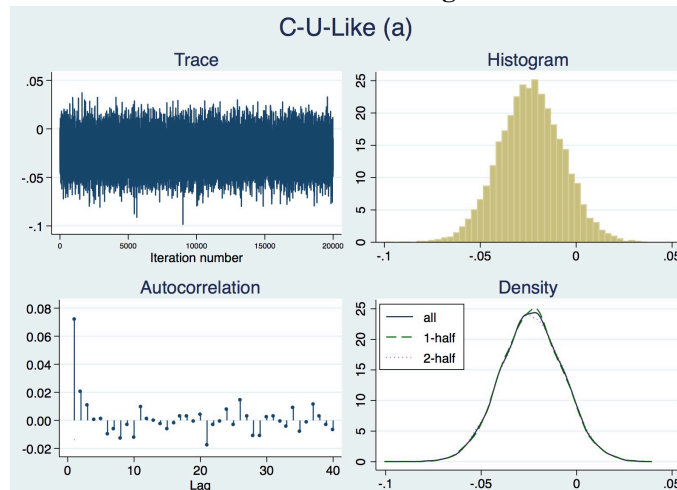 C-U-Like (a)
Trace
.05
0
-.05
-.1
0 5000 10000 15000 20000
Iteration number
Histogram
25
20
15
10
5
0
-.1 -.05 0 .05
Autocorrelation
0.08
0.06
0.04
0.02
0.00
-0.02
0 10 20 30 40
Lag
Density
25
20
15
10
5
0
all
1-half
2-half
-.1 -.05 0 .05